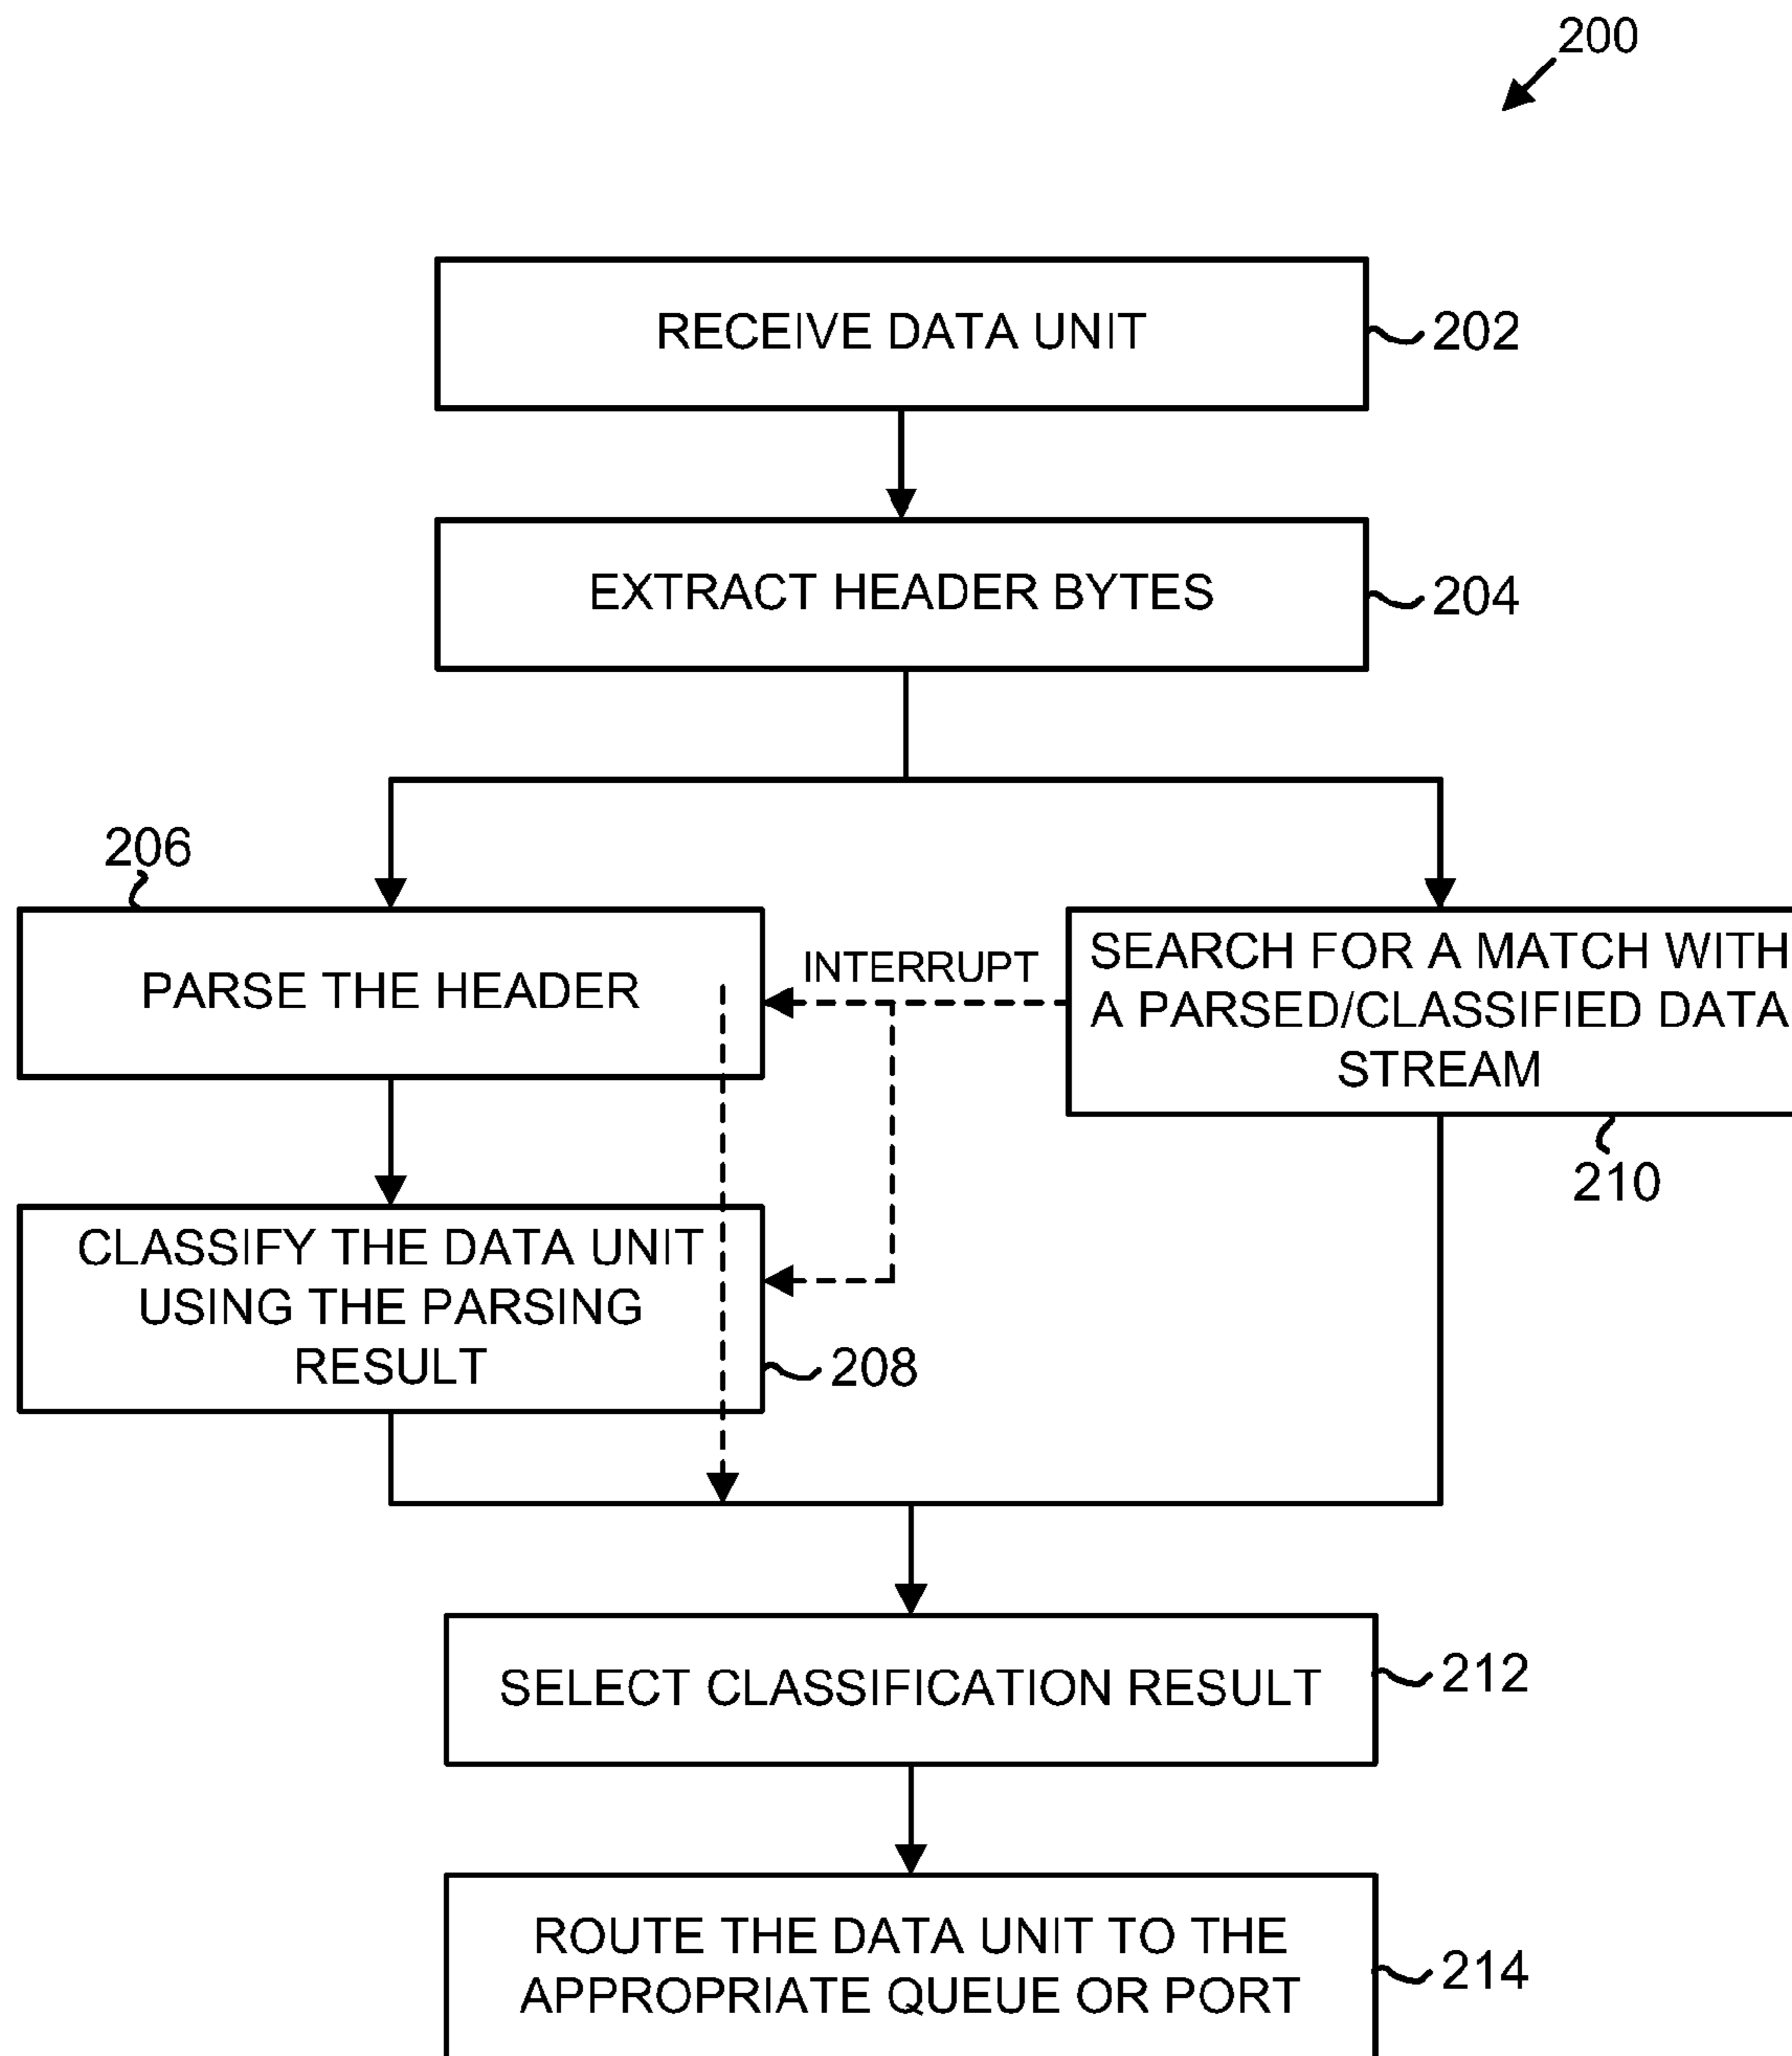 200
RECEIVE DATA UNIT
202
EXTRACT HEADER BYTES
204
206
PARSE THE HEADER
INTERRUPT
SEARCH FOR A MATCH WITH
A PARSED/CLASSIFIED DATA
STREAM
210
CLASSIFY THE DATA UNIT
USING THE PARSING
RESULT
208
SELECT CLASSIFICATION RESULT
212
ROUTE THE DATA UNIT TO THE
APPROPRIATE QUEUE OR PORT
214